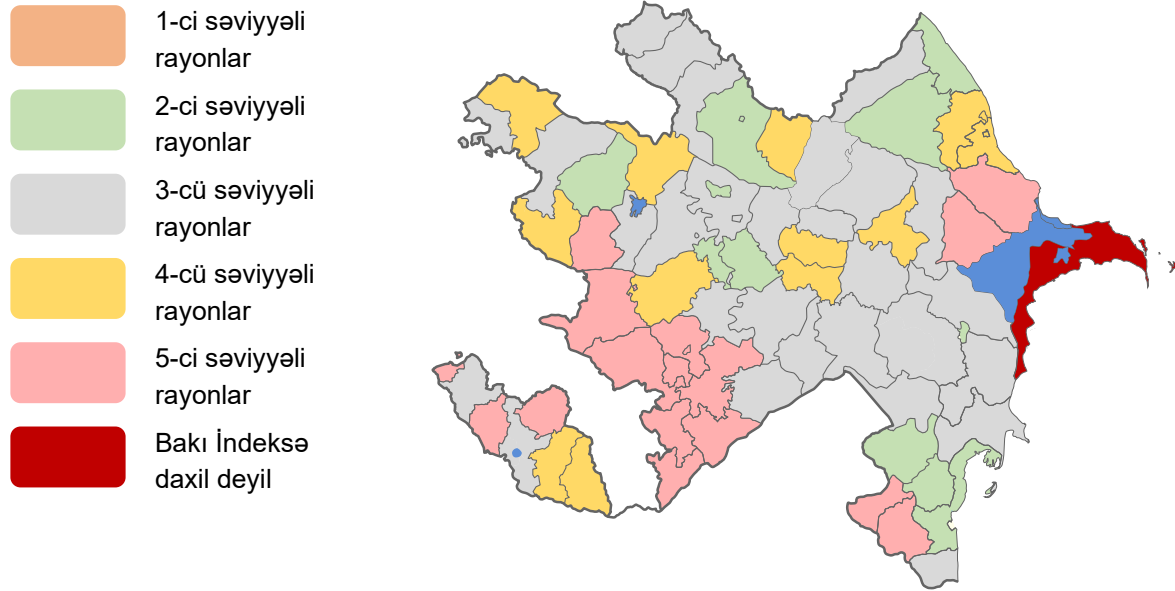 1-ci səviyyəli
rayonlar
2-ci səviyyəli
rayonlar
3-cü səviyyəli
rayonlar
4-cü səviyyəli
rayonlar
5-ci səviyyəli
rayonlar
Bakı İndeksə
daxil deyil